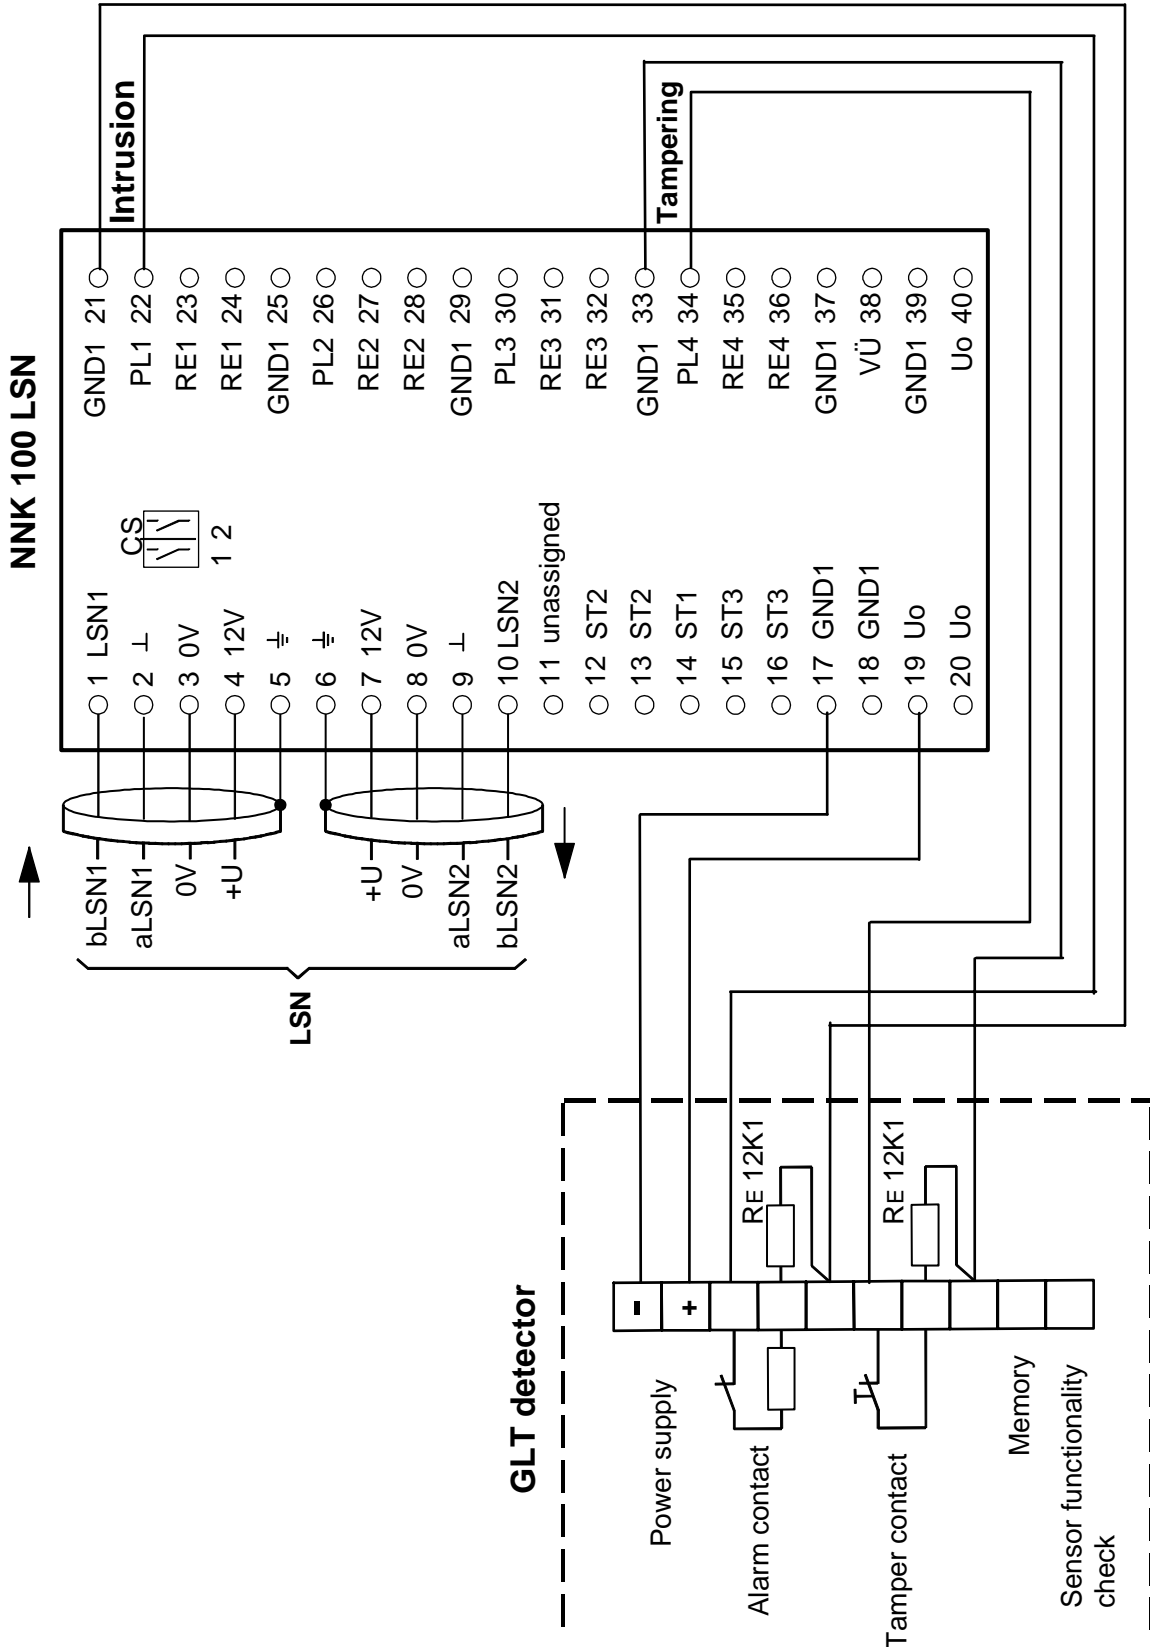 NNK 100 LSN
Intrusion
Tampering
GND1 21
PL1 22
RE1 23
RE1 24
GND1 25
PL2 26
RE2 27
RE2 28
GND1 29
PL3 30
RE3 31
RE3 32
GND1 33
PL4 34
RE4 35
RE4 36
GND1 37
VÜ 38
GND1 39
Uo 40
CS
1 2
1 LSN1
2 ⊥
3 0V
4 12V
5
6
7 12V
8 0V
9 ⊥
10 LSN2
11 unassigned
12 ST2
13 ST2
14 ST1
15 ST3
16 ST3
17 GND1
18 GND1
19 Uo
20 Uo
bLSN1
aLSN1
0V
+U
+U
0V
aLSN2
bLSN2
LSN
GLT detector
RE 12K1
RE 12K1
-
+
Power supply
Alarm contact
Tamper contact
Memory
Sensor functionality
check